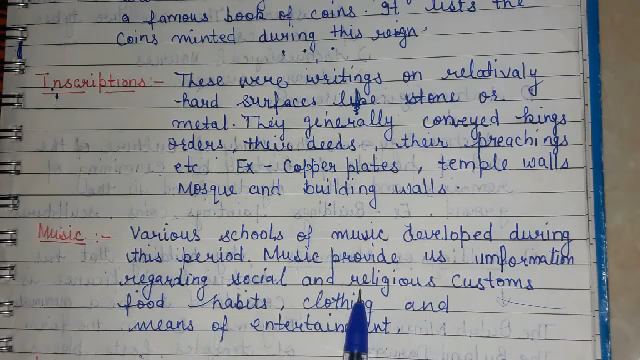 a famous book of coins. It lists the
coins minted during this reign.
Inscriptions - These were writings on relativaly
hard surfaces like stone or
metal. They generally conveyed kings
orders, their deeds, their preachings
etc. Ex - Copper plates, temple walls
Mosque and building walls.
Music :- Various schools of music developed during
this period. Music provide us imformation
regarding social and religious customs
food habits, clothing and
means of entertainment